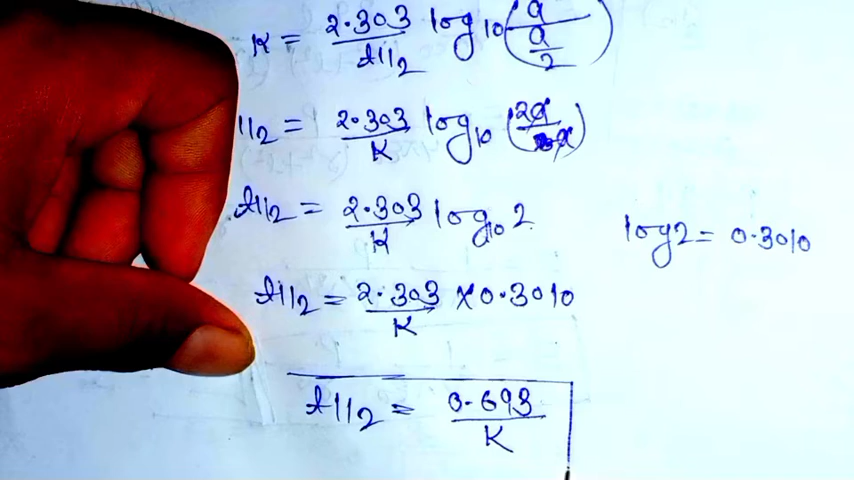 K = 2.303/t1/2 log10(a/(a/2))
1/2 = 2.303/K log10(2a/a)
t1/2 = 2.303/K log10 2
log2 = 0.3010
t1/2 = 2.303/K × 0.3010
t1/2 = 0.693/K